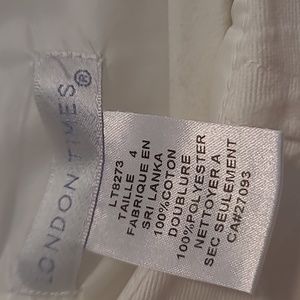 LONDON TIMES®
LT8273
TAILLE 4
FABRIQUE EN
SRI LANKA
100%COTON
DOUBLURE
100%POLYESTER
NETTOYER A
SEC SEULEMENT
CA#27093